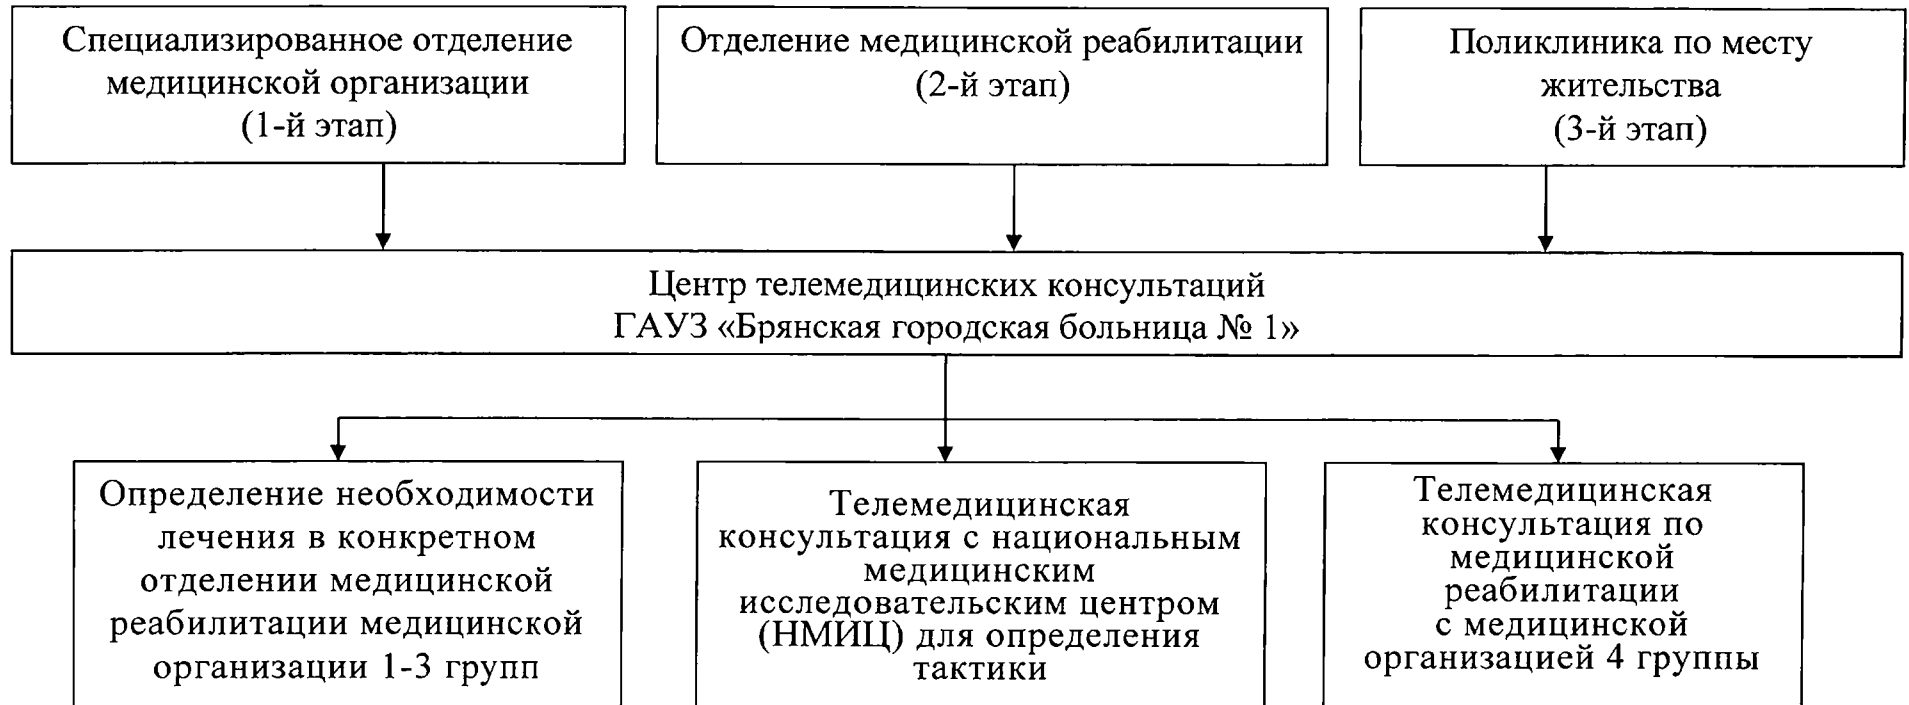 Специализированное отделение
медицинской организации
(1-й этап)
Отделение медицинской реабилитации
(2-й этап)
Поликлиника по месту
жительства
(3-й этап)
Центр телемедицинских консультаций
ГАУЗ «Брянская городская больница № 1»
Определение необходимости
лечения в конкретном
отделении медицинской
реабилитации медицинской
организации 1-3 групп
Телемедицинская
консультация с национальным
медицинским
исследовательским центром
(НМИЦ) для определения
тактики
Телемедицинская
консультация по
медицинской
реабилитации
с медицинской
организацией 4 группы